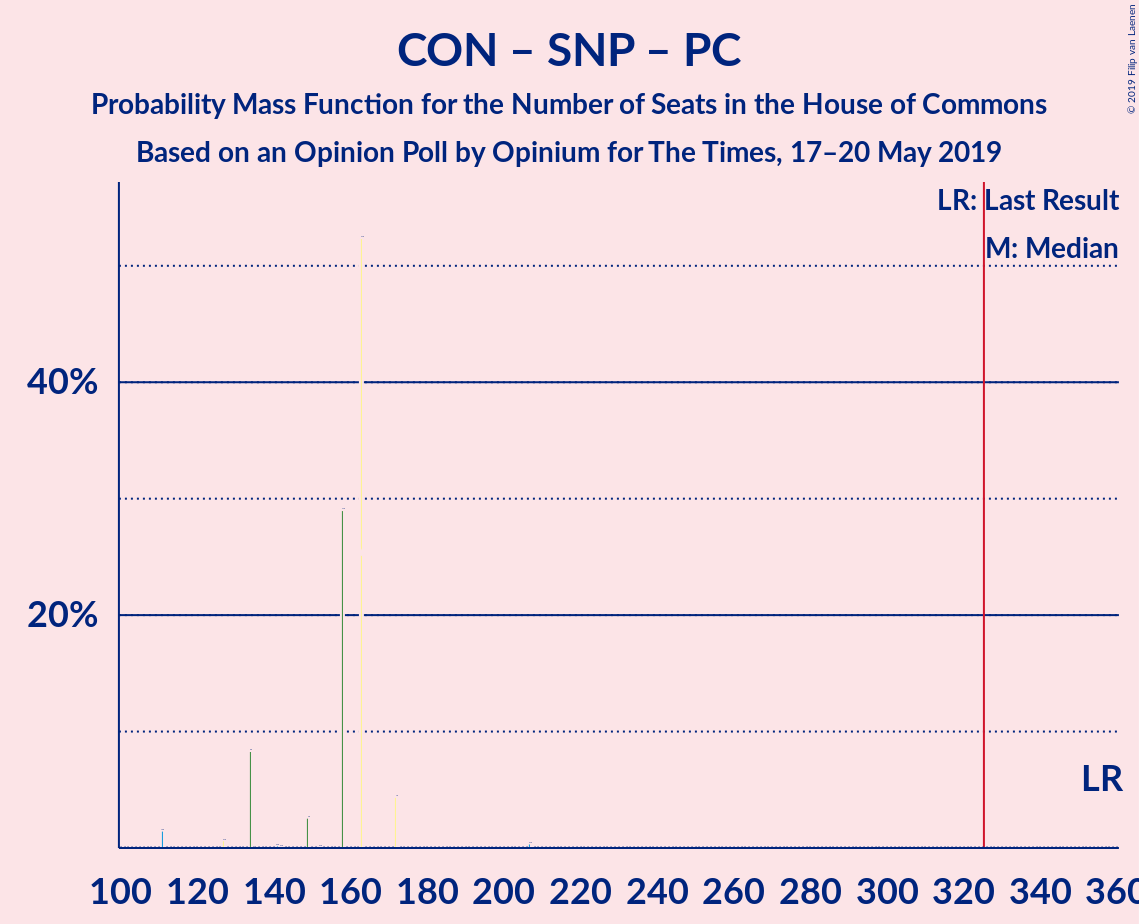 CON – SNP – PC
Probability Mass Function for the Number of Seats in the House of Commons
Based on an Opinion Poll by Opinium for The Times, 17–20 May 2019
© 2019 Filip van Laenen
LR: Last Result
M: Median
40%
20%
LR
100 120 140 160 180 200 220 240 260 280 300 320 340 360